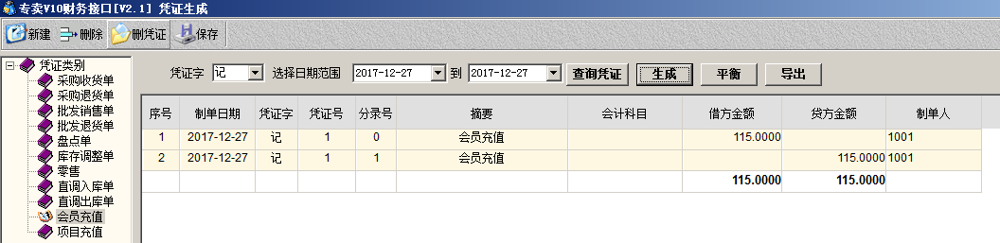 专卖V10财务接口[V2.1] 凭证生成
新建 删除 删凭证 保存
凭证类别
采购收货单
采购退货单
批发销售单
批发退货单
盘点单
库存调整单
零售
直调入库单
直调出库单
会员充值
项目充值
凭证字 记 选择日期范围 2017-12-27 到 2017-12-27 查询凭证 生成 平衡 导出
序号 制单日期 凭证字 凭证号 分录号 摘要 会计科目 借方金额 贷方金额 制单人
1 2017-12-27 记 1 0 会员充值 115.0000 1001
2 2017-12-27 记 1 1 会员充值 115.0000 1001
115.0000 115.0000